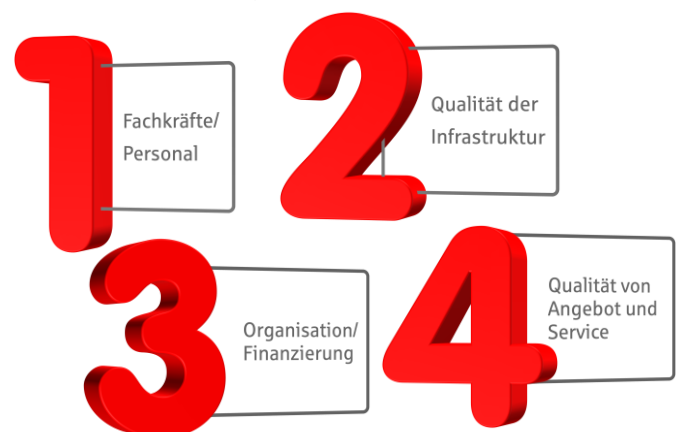 1
Fachkräfte/
Personal
2
Qualität der
Infrastruktur
3
Organisation/
Finanzierung
4
Qualität von
Angebot und
Service